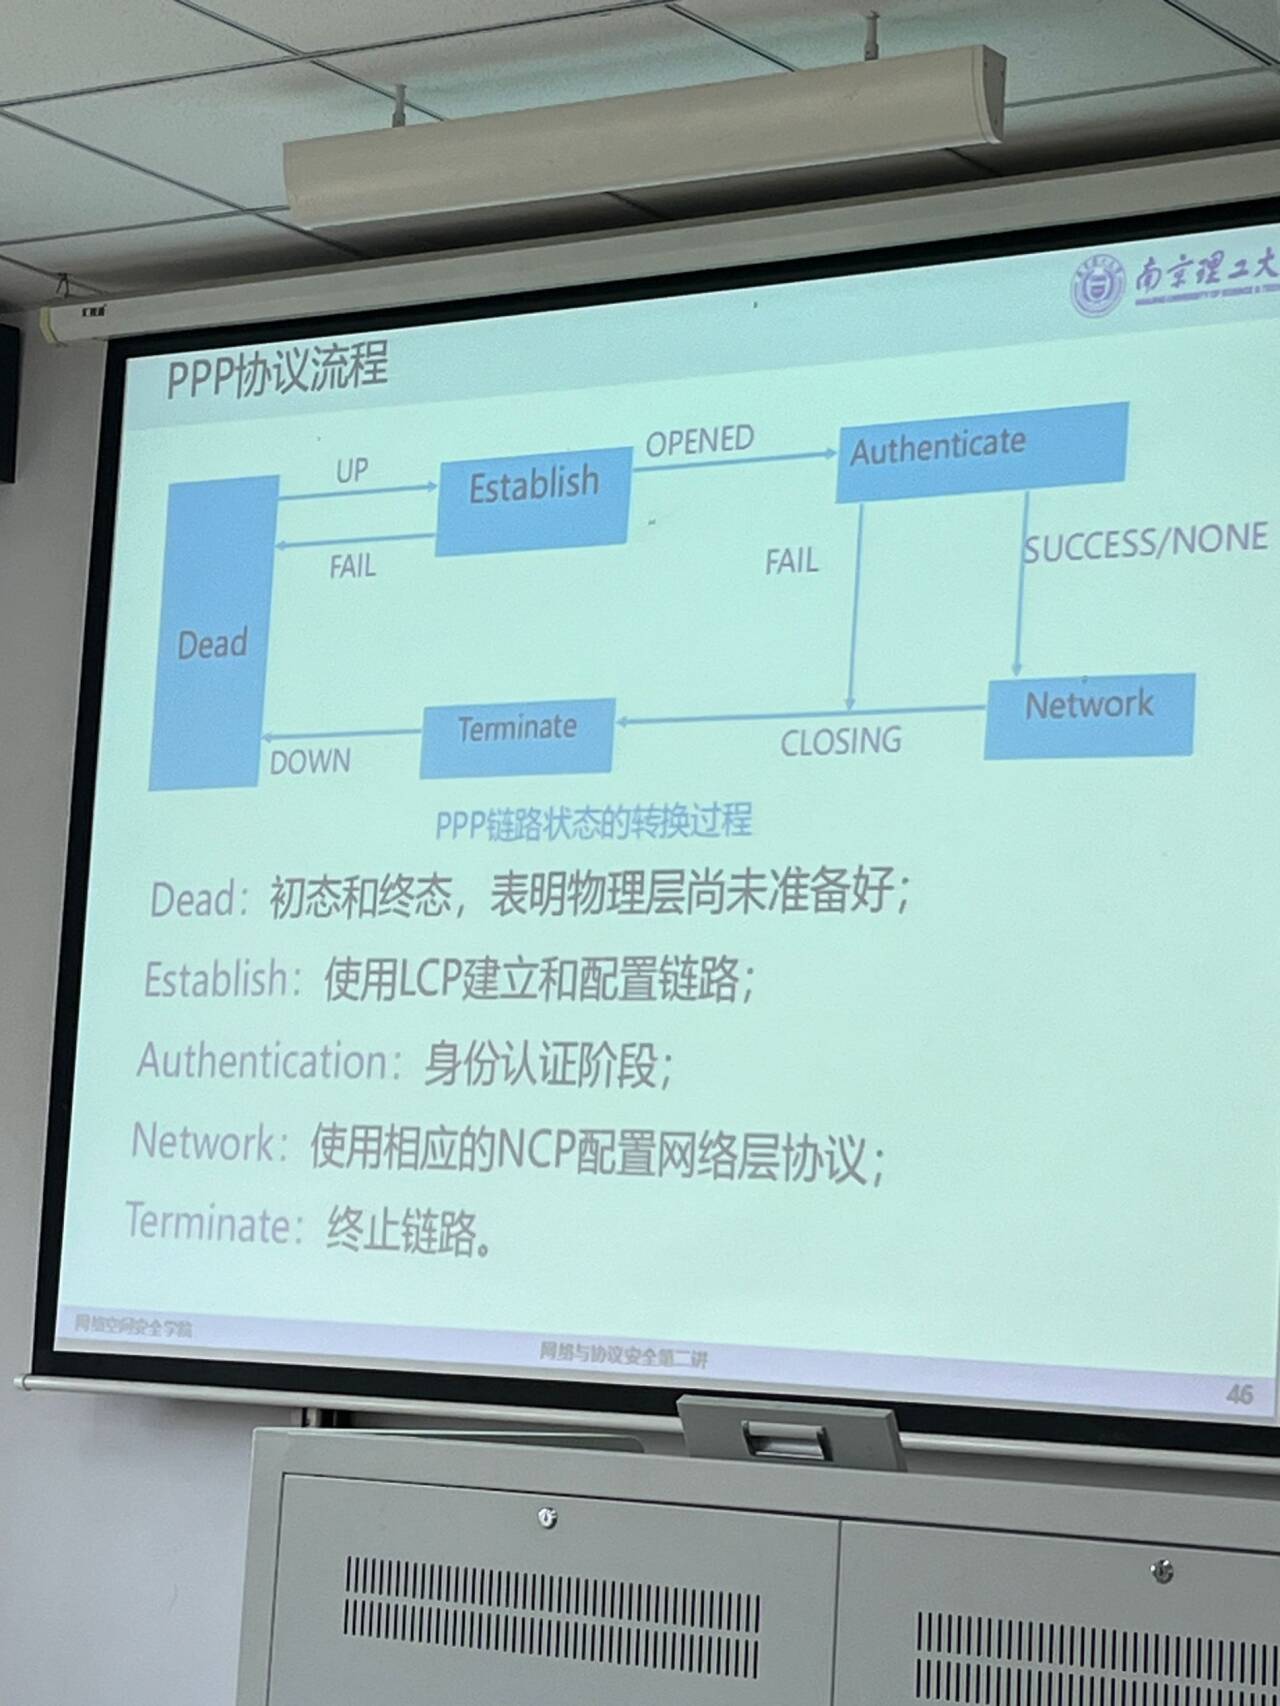 南京理工大
PPP协议流程
UP
OPENED
Authenticate
Establish
FAIL
FAIL
SUCCESS/NONE
Dead
Terminate
Network
DOWN
CLOSING
PPP链路状态的转换过程
Dead：初态和终态，表明物理层尚未准备好；
Establish：使用LCP建立和配置链路；
Authentication：身份认证阶段；
Network：使用相应的NCP配置网络层协议；
Terminate：终止链路。
网络空间安全学院
网络与协议安全第二讲
46